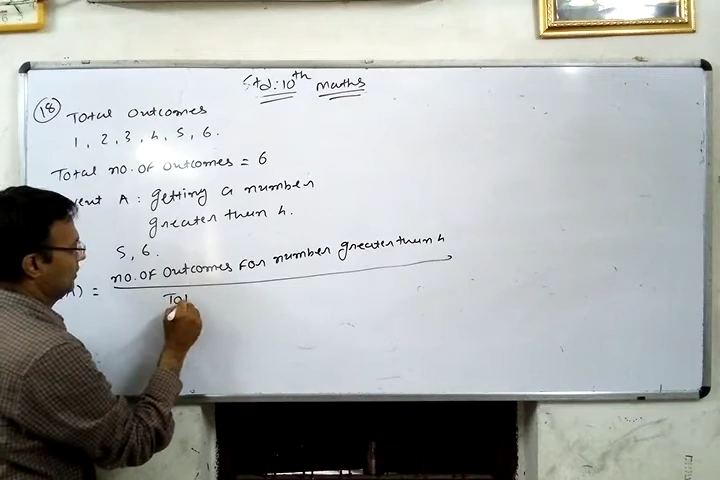 Std: 10th Maths
18 Total outcomes
1, 2, 3, 4, 5, 6.
Total no. of outcomes = 6
ent A: Getting a number
greater than 4.
5, 6.
no. of outcomes for number greater than 4
A) =
Tot